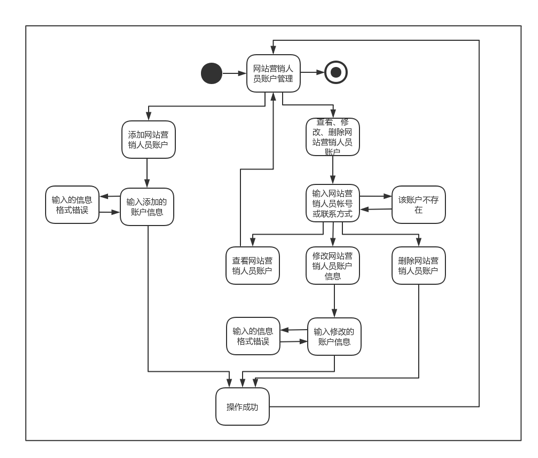 网站营销人
员账户管理
添加网站营
销人员账户
查看、修
改、删除网
站营销人员
账户
输入的信息
格式错误
输入添加的
账户信息
输入网站营
销人员帐号
或联系方式
该账户不存
在
查看网站营
销人员账户
修改网站营
销人员账户
信息
删除网站营
销人员账户
输入的信息
格式错误
输入修改的
账户信息
操作成功